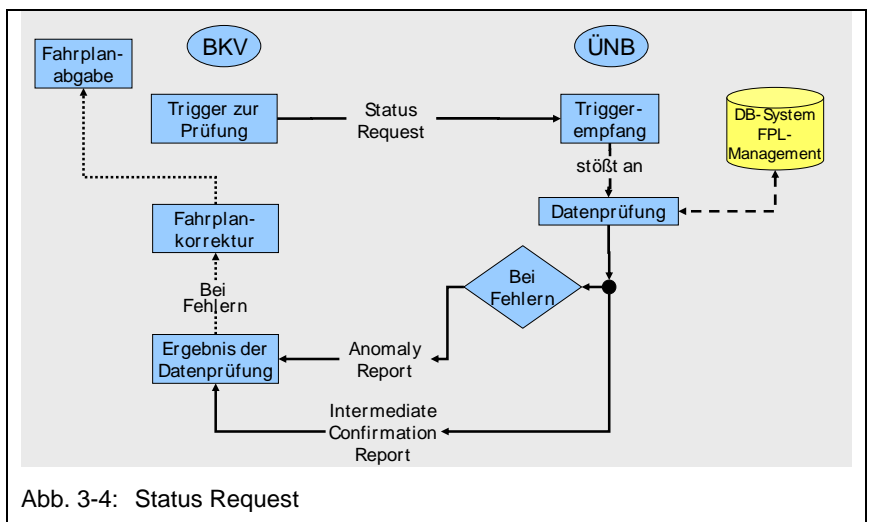 BKV
ÜNB
Fahrplan-
abgabe
Trigger zur
Prüfung
Status
Request
Trigger-
empfang
DB-System
FPL-
Management
stößt an
Datenprüfung
Fahrplan-
korrektur
Bei
Fehlern
Bei
Fehlern
Ergebnis der
Datenprüfung
Anomaly
Report
Intermediate
Confirmation
Report
Abb. 3-4: Status Request